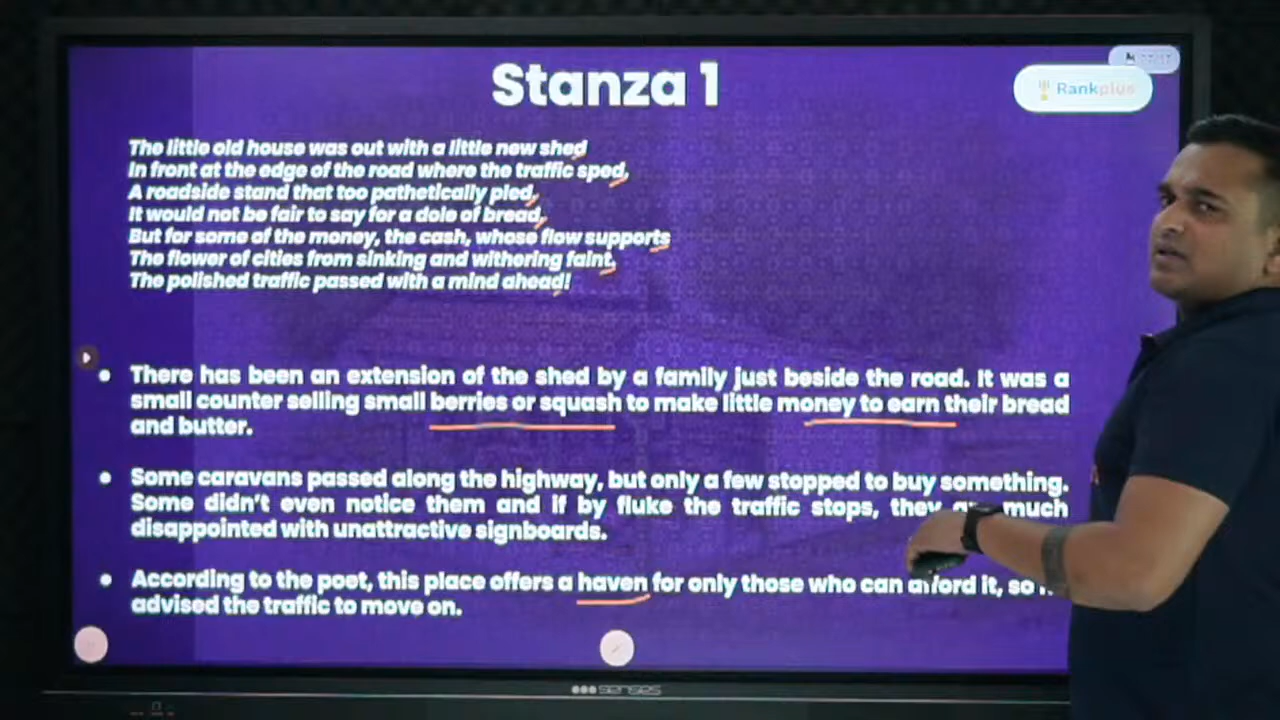 Stanza 1
Rankplus
The little old house was out with a little new shed
In front at the edge of the road where the traffic sped,
A roadside stand that too pathetically pled,
It would not be fair to say for a dole of bread,
But for some of the money, the cash, whose flow supports
The flower of cities from sinking and withering faint,
The polished traffic passed with a mind ahead!
There has been an extension of the shed by a family just beside the road. It was a
small counter selling small berries or squash to make little money to earn their bread
and butter.
Some caravans passed along the highway, but only a few stopped to buy something.
Some didn't even notice them and if by fluke the traffic stops, they much
disappointed with unattractive signboards.
According to the poet, this place offers a haven for only those who can afford it, so
advised the traffic to move on.
senses